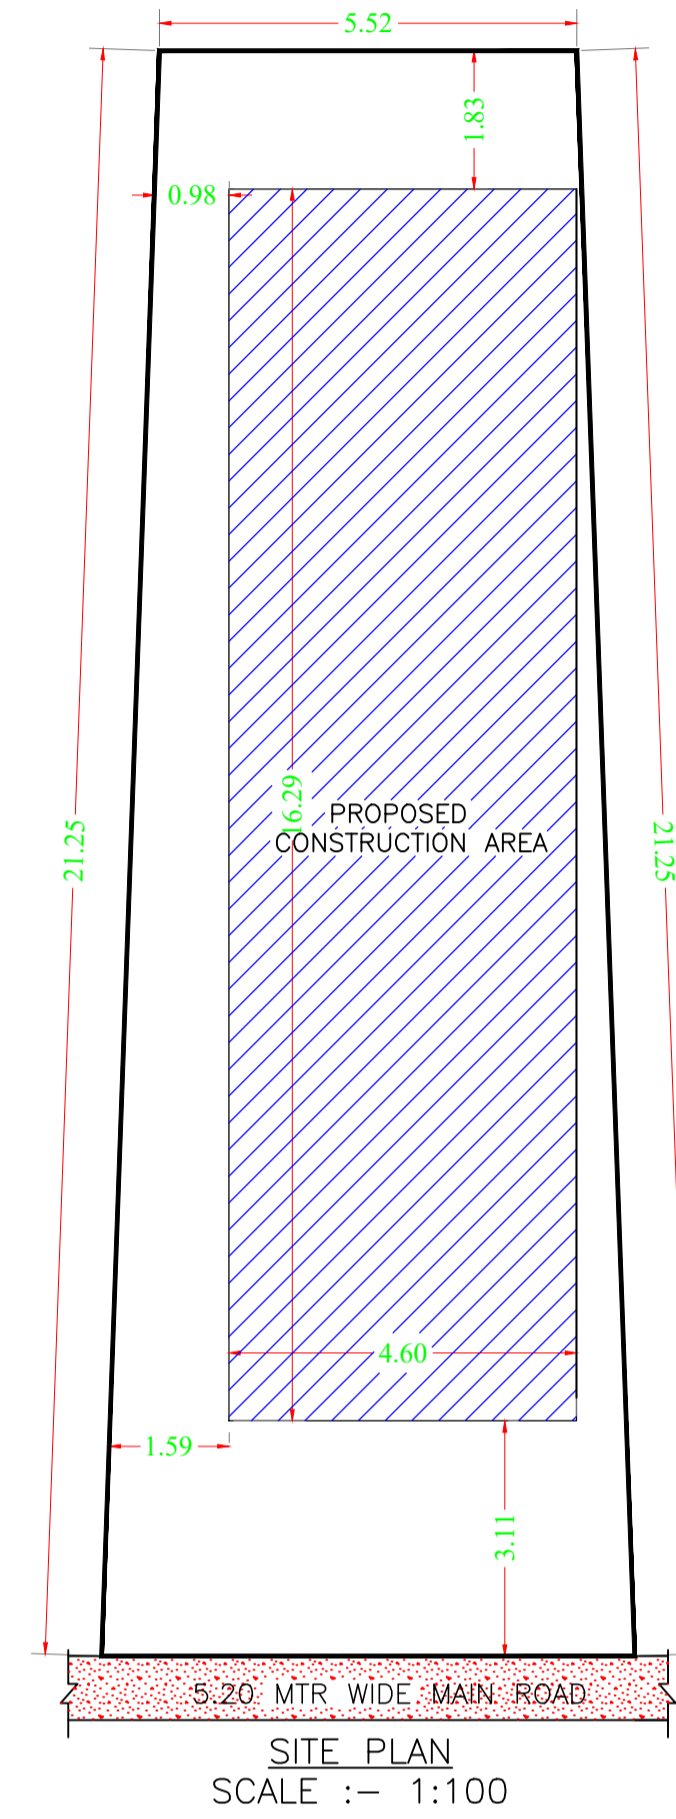 5.52
1.83
0.98
16.29
PROPOSED
CONSTRUCTION AREA
21.25
21.25
4.60
1.59
3.11
5.20 MTR WIDE MAIN ROAD
SITE PLAN
SCALE :- 1:100